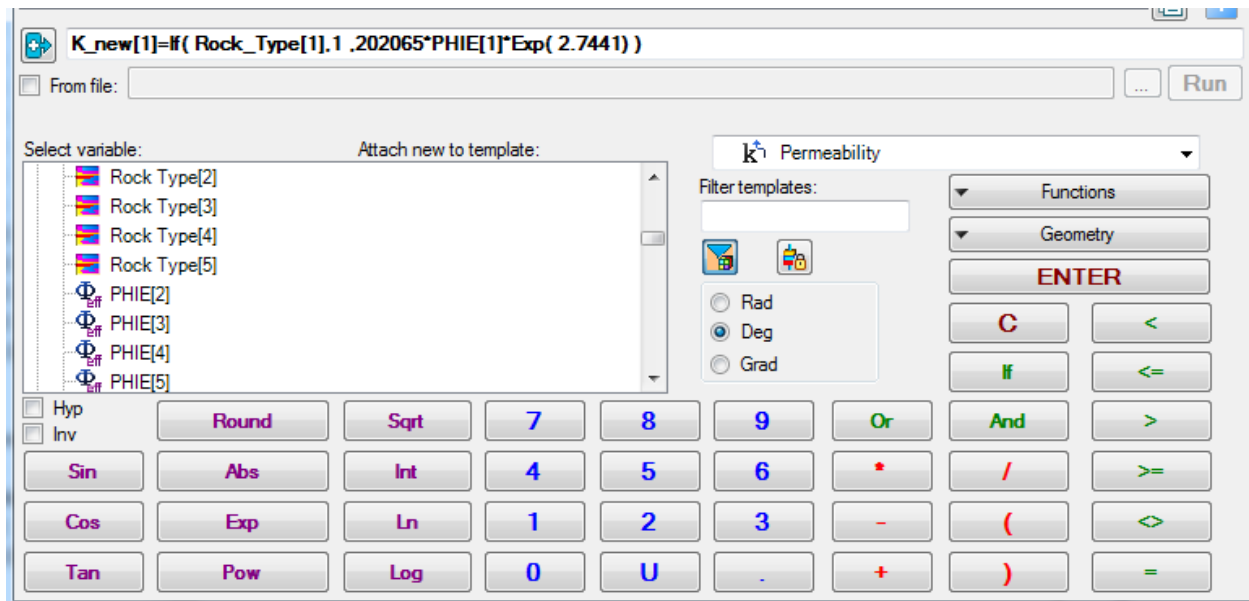 K_new[1]=If( Rock_Type[1],1 ,202065*PHIE[1]*Exp( 2.7441) )
From file: ... Run
Select variable: Attach new to template: Permeability
Rock Type[2]
Rock Type[3]
Rock Type[4]
Rock Type[5]
Φeff PHIE[2]
Φeff PHIE[3]
Φeff PHIE[4]
Φeff PHIE[5]
Filter templates:
Rad
Deg
Grad
Functions
Geometry
ENTER
C <
If <=
Hyp
Inv
Round Sqrt 7 8 9 Or And >
Sin Abs Int 4 5 6 * / >=
Cos Exp Ln 1 2 3 - ( <>
Tan Pow Log 0 U . + ) =